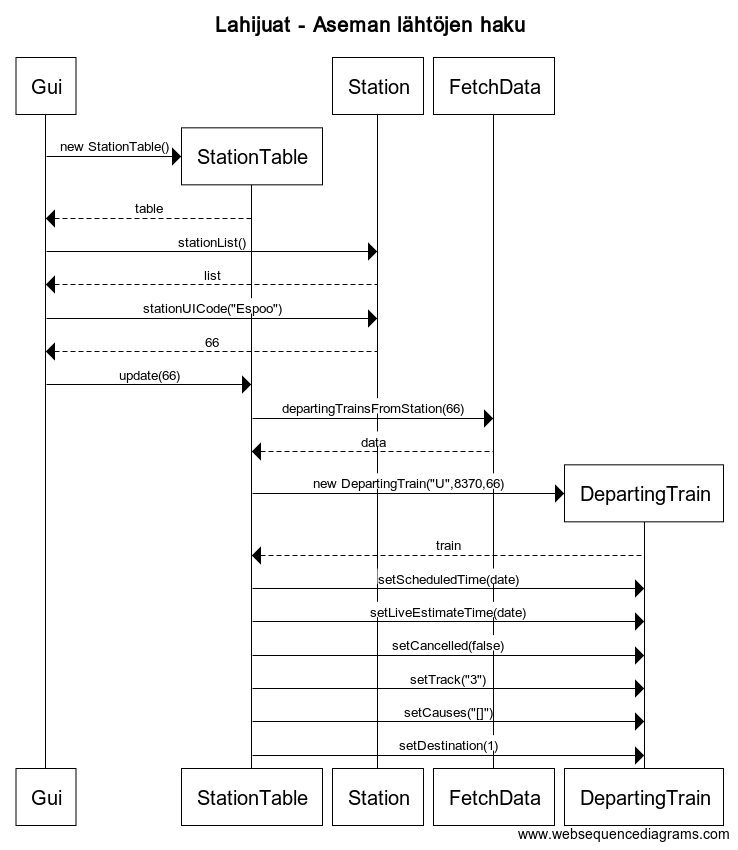 Lahijuat - Aseman lähtöjen haku
Gui
Station
FetchData
new StationTable()
StationTable
table
stationList()
list
stationUICode("Espoo")
66
update(66)
departingTrainsFromStation(66)
data
new DepartingTrain("U",8370,66)
DepartingTrain
train
setScheduledTime(date)
setLiveEstimateTime(date)
setCancelled(false)
setTrack("3")
setCauses("[]")
setDestination(1)
Gui
StationTable
Station
FetchData
DepartingTrain
www.websequencediagrams.com